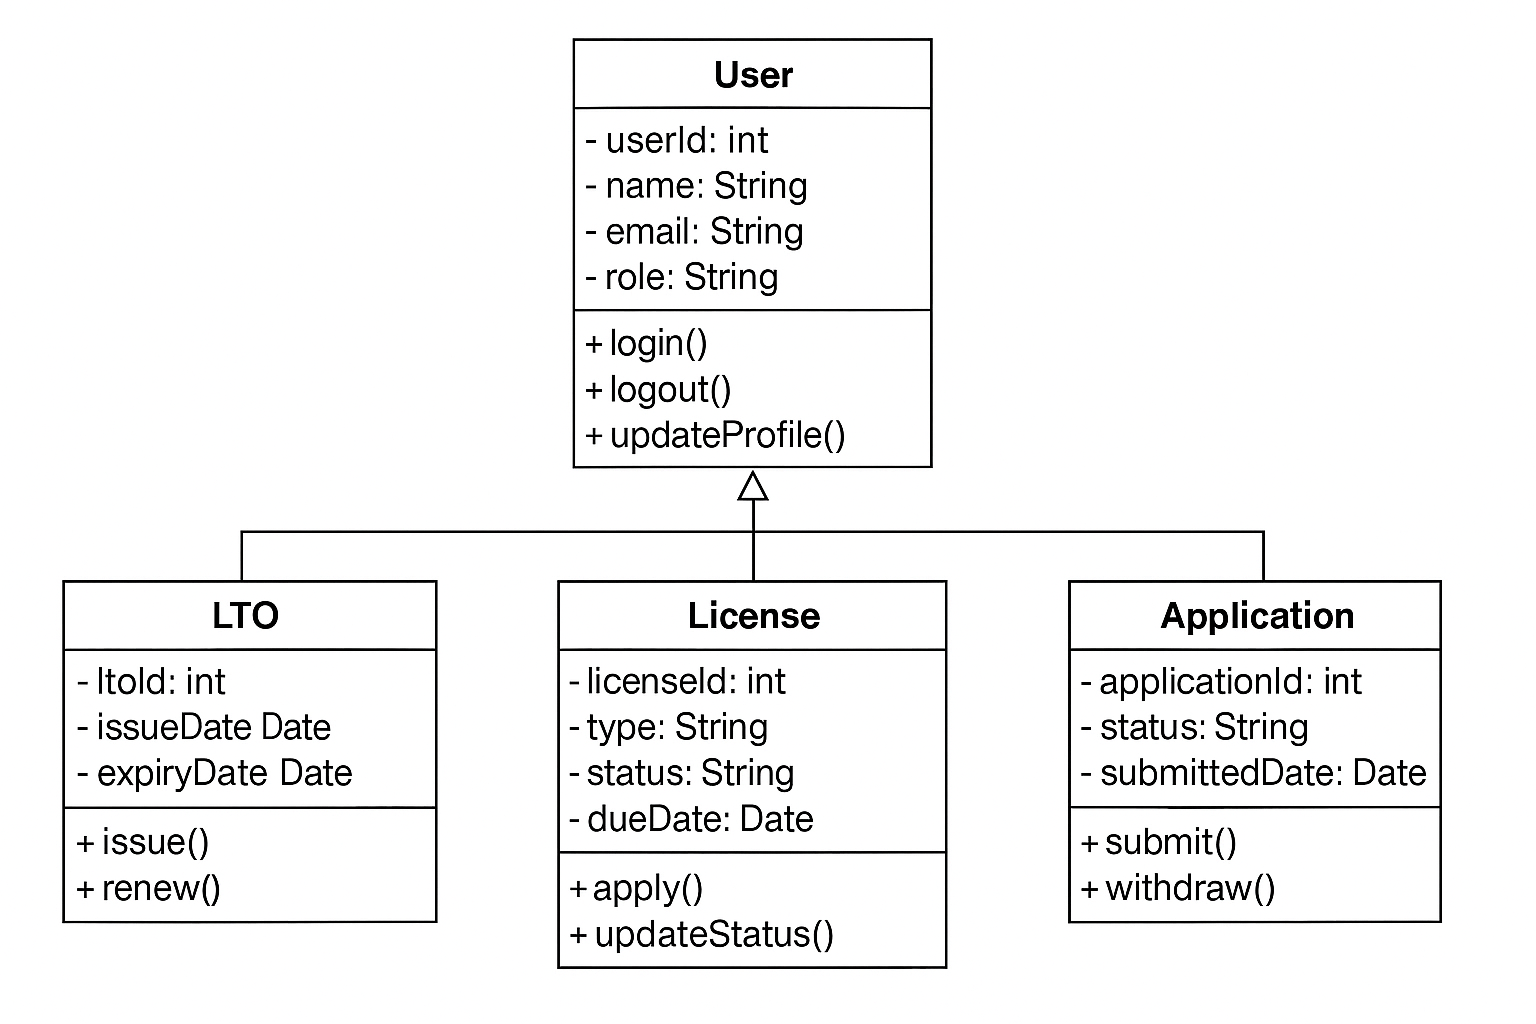 User
- userId: int
- name: String
- email: String
- role: String
+ login()
+ logout()
+ updateProfile()
LTO
- ltoId: int
- issueDate Date
- expiryDate Date
+ issue()
+ renew()
License
- licenseId: int
- type: String
- status: String
- dueDate: Date
+ apply()
+ updateStatus()
Application
- applicationId: int
- status: String
- submittedDate: Date
+ submit()
+ withdraw()